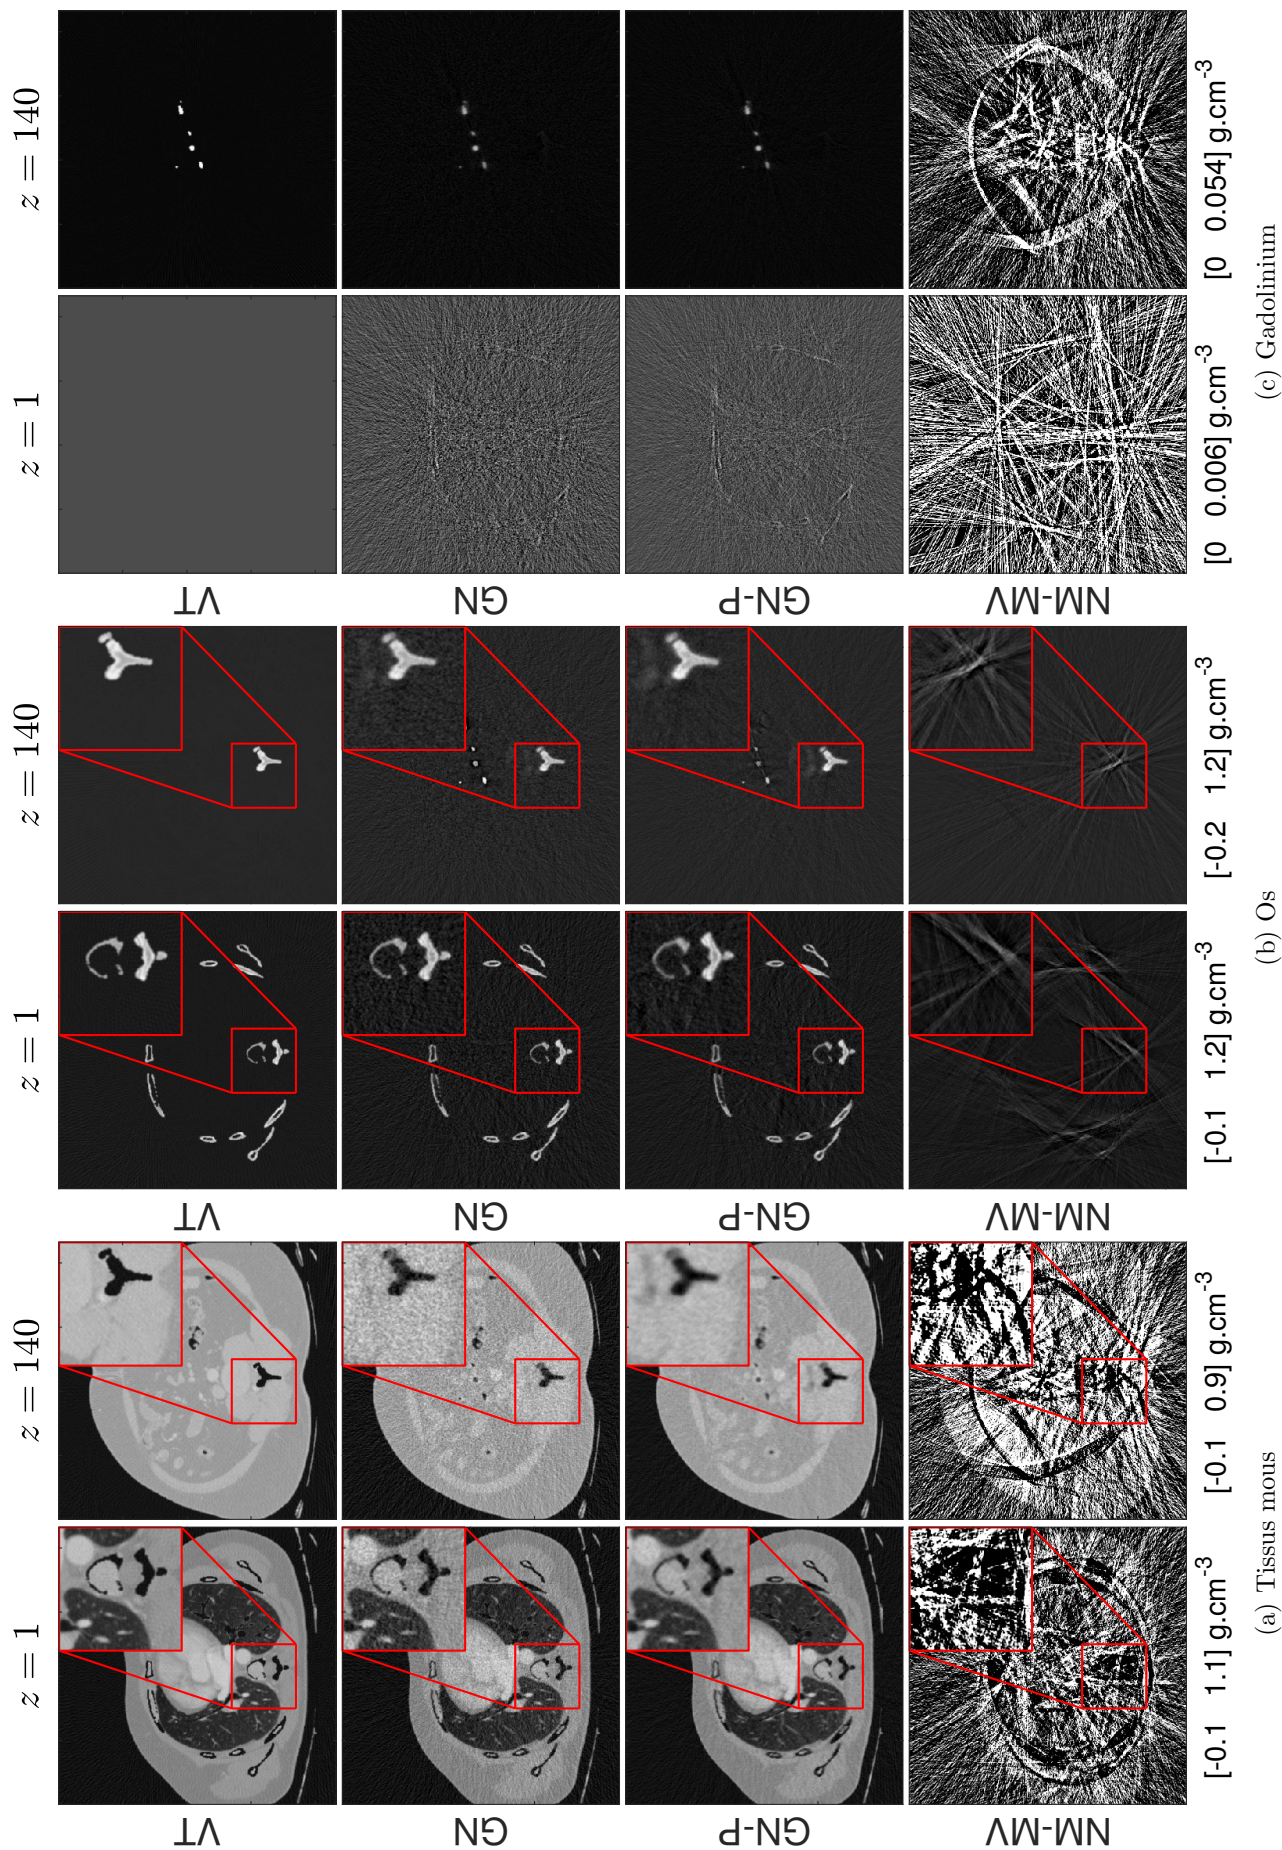 z = 1
z = 140
VT
GN
GN-P
NM-MV
[-0.1 1.1] g.cm-3
[-0.1 0.9] g.cm-3
(a) Tissus mous
z = 1
z = 140
VT
GN
GN-P
NM-MV
[-0.1 1.2] g.cm-3
[-0.2 1.2] g.cm-3
(b) Os
z = 1
z = 140
VT
GN
GN-P
NM-MV
[0 0.006] g.cm-3
[0 0.054] g.cm-3
(c) Gadolinium